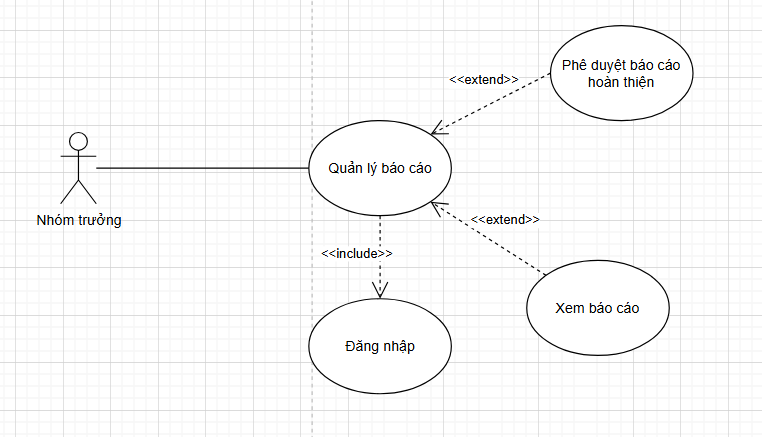 Phê duyệt báo cáo
hoàn thiện
<<extend>>
Quản lý báo cáo
Nhóm trưởng
<<extend>>
<<include>>
Xem báo cáo
Đăng nhập